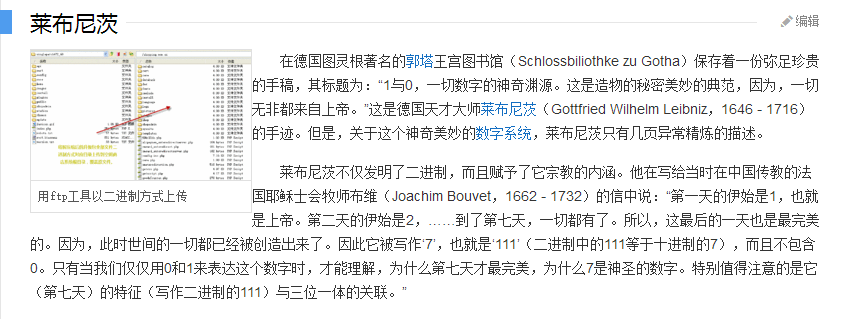 莱布尼茨
编辑
在德国图灵根著名的郭塔王宫图书馆（Schlossbiliothke zu Gotha）保存着一份弥足珍贵
的手稿，其标题为：“1与0，一切数字的神奇渊源。这是造物的秘密美妙的典范，因为，一切
无非都来自上帝。”这是德国天才大师莱布尼茨（Gottfried Wilhelm Leibniz，1646 - 1716）
的手迹。但是，关于这个神奇美妙的数字系统，莱布尼茨只有几页异常精炼的描述。
用ftp工具以二进制方式上传
莱布尼茨不仅发明了二进制，而且赋予了它宗教的内涵。他在写给当时在中国传教的法
国耶稣士会牧师布维（Joachim Bouvet，1662 - 1732）的信中说：“第一天的伊始是1，也就
是上帝。第二天的伊始是2，……到了第七天，一切都有了。所以，这最后的一天也是最完美
的。因为，此时世间的一切都已经被创造出来了。因此它被写作‘7’，也就是‘111’（二进制中的111等于十进制的7），而且不包含
0。只有当我们仅仅用0和1来表达这个数字时，才能理解，为什么第七天才最完美，为什么7是神圣的数字。特别值得注意的是它
（第七天）的特征（写作二进制的111）与三位一体的关联。”